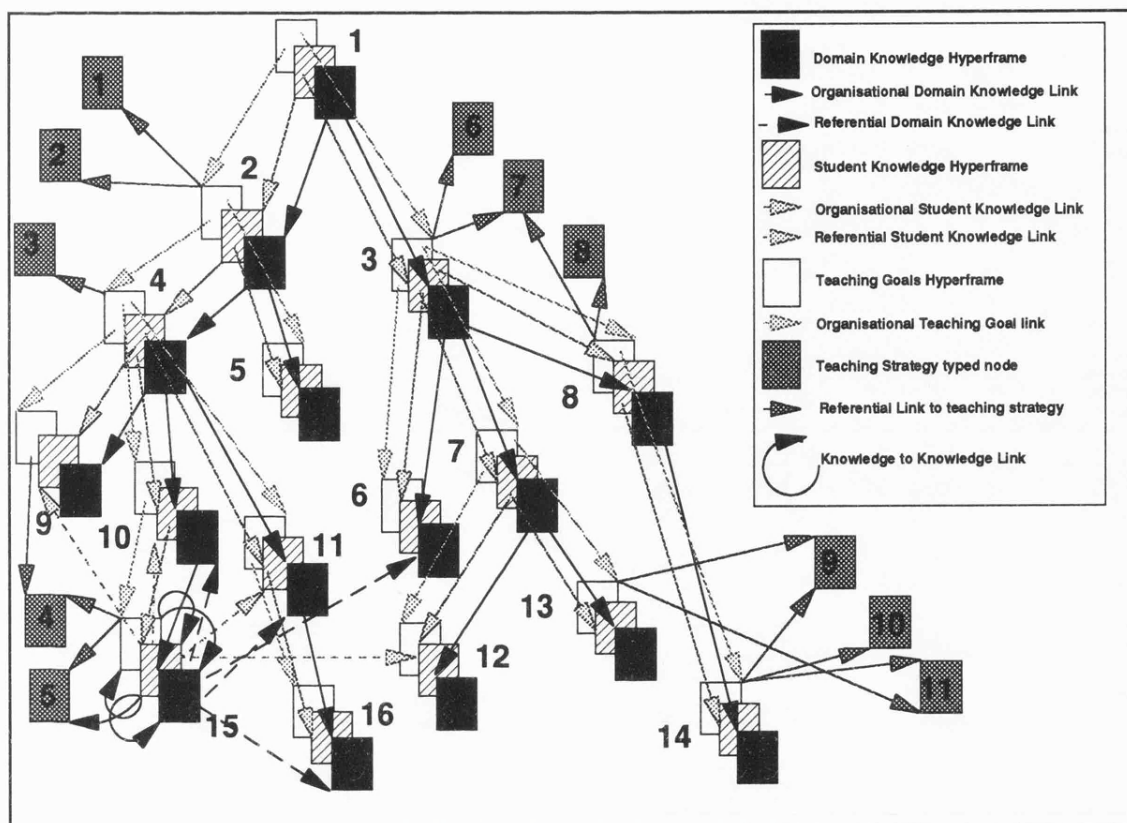 1
1
2
2
3
3
4
5
6
7
8
8
7
6
9
10
11
4
5
15
16
12
13
14
9
10
11
Domain Knowledge Hyperframe
Organisational Domain Knowledge Link
Referential Domain Knowledge Link
Student Knowledge Hyperframe
Organisational Student Knowledge Link
Referential Student Knowledge Link
Teaching Goals Hyperframe
Organisational Teaching Goal link
Teaching Strategy typed node
Referential Link to teaching strategy
Knowledge to Knowledge Link